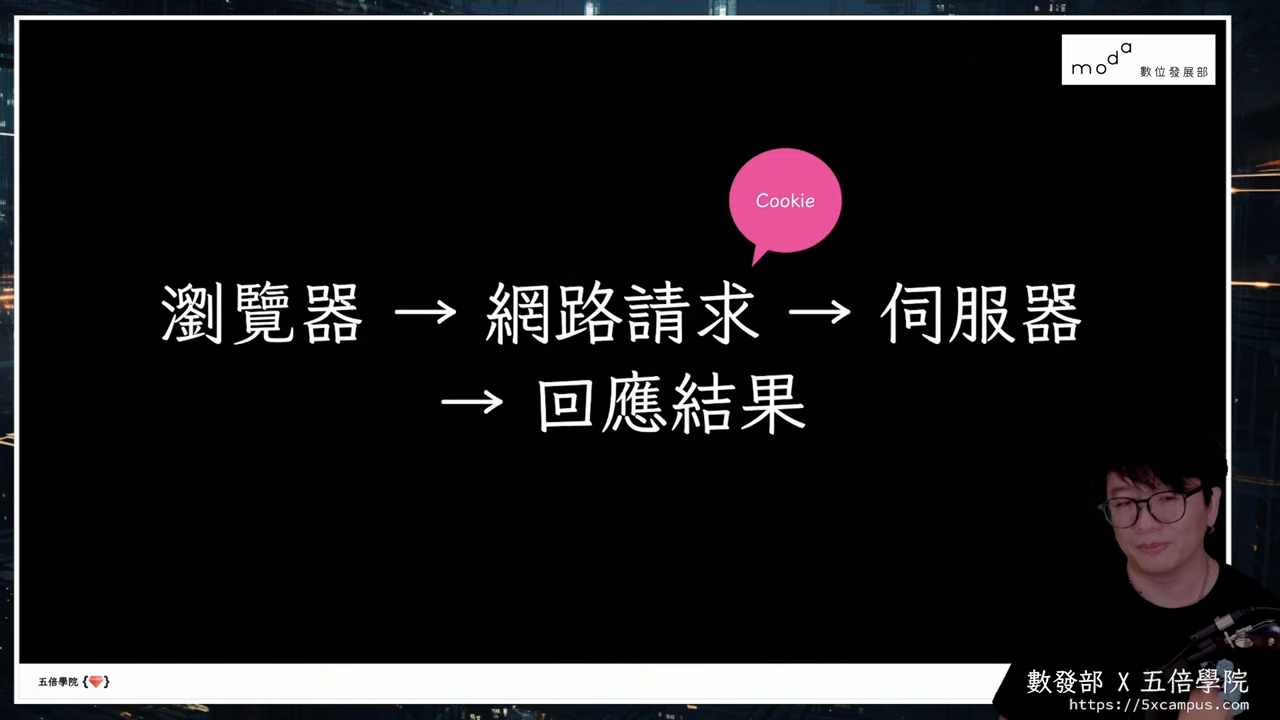 moda 數位發展部
Cookie
瀏覽器 → 網路請求 → 伺服器
→ 回應結果
五倍學院 {❤}
數發部 X 五倍學院
https://5xcampus.com